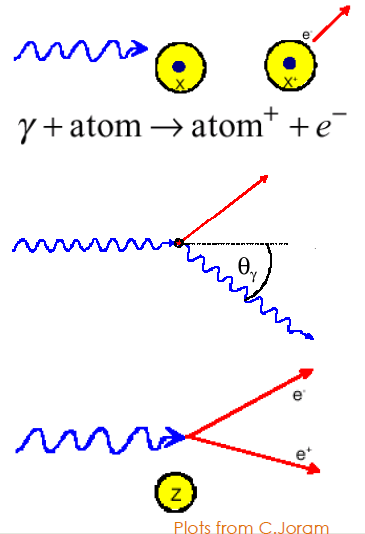 e-
X X+
γ + atom → atom⁺ + e⁻
θγ
e-
e+
Z
Plots from C.Joram